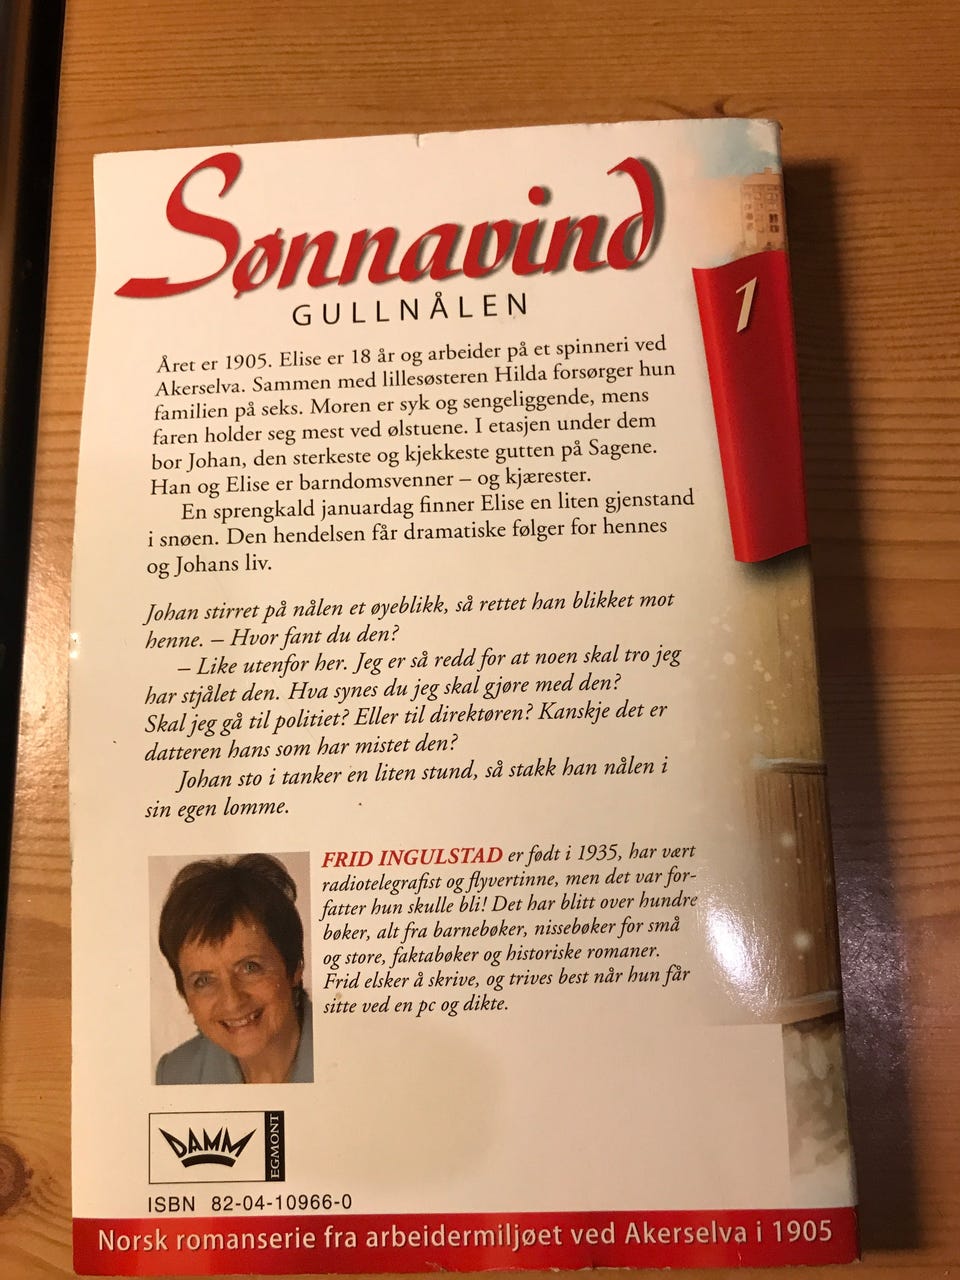 Sønnavind
GULLNÅLEN
1
Året er 1905. Elise er 18 år og arbeider på et spinneri ved
Akerselva. Sammen med lillesøsteren Hilda forsørger hun
familien på seks. Moren er syk og sengeliggende, mens
faren holder seg mest ved ølstuene. I etasjen under dem
bor Johan, den sterkeste og kjekkeste gutten på Sagene.
Han og Elise er barndomsvenner – og kjærester.
En sprengkald januardag finner Elise en liten gjenstand
i snøen. Den hendelsen får dramatiske følger for hennes
og Johans liv.
Johan stirret på nålen et øyeblikk, så rettet han blikket mot
henne. – Hvor fant du den?
– Like utenfor her. Jeg er så redd for at noen skal tro jeg
har stjålet den. Hva synes du jeg skal gjøre med den?
Skal jeg gå til politiet? Eller til direktøren? Kanskje det er
datteren hans som har mistet den?
Johan sto i tanker en liten stund, så stakk han nålen i
sin egen lomme.
FRID INGULSTAD er født i 1935, har vært
radiotelegrafist og flyvertinne, men det var for-
fatter hun skulle bli! Det har blitt over hundre
bøker, alt fra barnebøker, nissebøker for små
og store, faktabøker og historiske romaner.
Frid elsker å skrive, og trives best når hun får
sitte ved en pc og dikte.
DAMM
EGMONT
ISBN 82-04-10966-0
Norsk romanserie fra arbeidermiljøet ved Akerselva i 1905